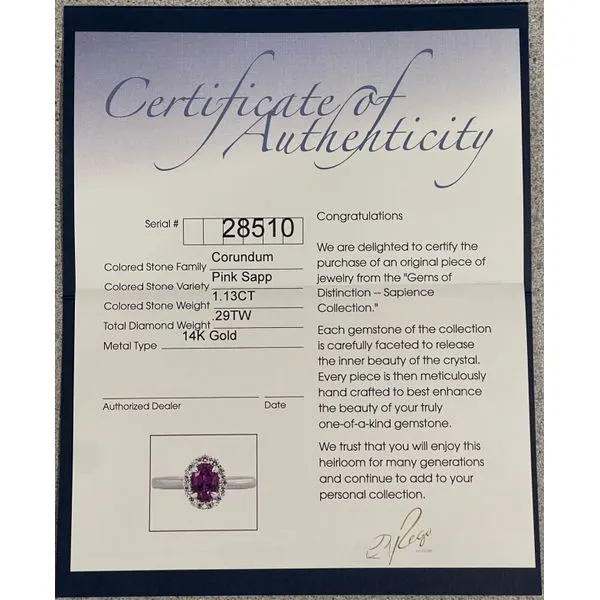 Certificate of
Authenticity
Serial # 28510
Colored Stone Family Corundum
Colored Stone Variety Pink Sapp
Colored Stone Weight 1.13CT
Total Diamond Weight .29TW
Metal Type 14K Gold
Authorized Dealer Date
Congratulations
We are delighted to certify the
purchase of an original piece of
jewelry from the "Gems of
Distinction -- Sapience
Collection."
Each gemstone of the collection
is carefully faceted to release
the inner beauty of the crystal.
Every piece is then meticulously
hand crafted to best enhance
the beauty of your truly
one-of-a-kind gemstone.
We trust that you will enjoy this
heirloom for many generations
and continue to add to your
personal collection.
Rego